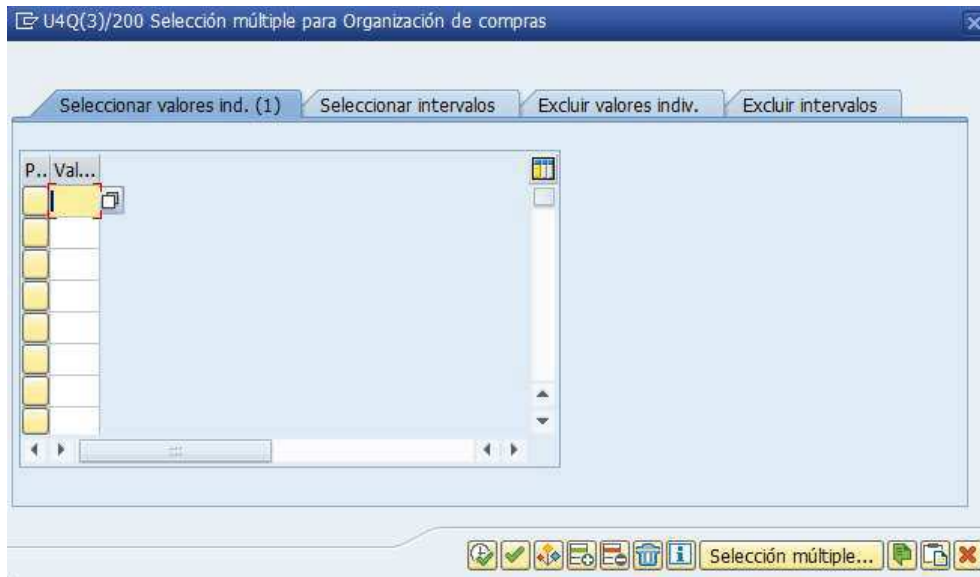 U4Q(3)/200 Selección múltiple para Organización de compras
Seleccionar valores ind. (1) Seleccionar intervalos Excluir valores indiv. Excluir intervalos
P.. Val...
Selección múltiple...